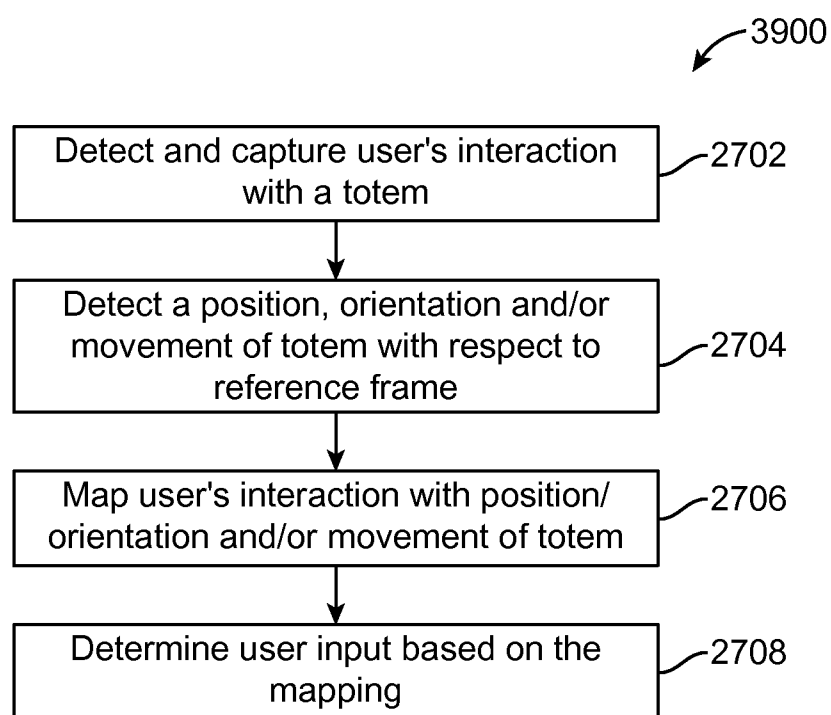 3900
Detect and capture user's interaction
with a totem
2702
Detect a position, orientation and/or
movement of totem with respect to
reference frame
2704
Map user's interaction with position/
orientation and/or movement of totem
2706
Determine user input based on the
mapping
2708